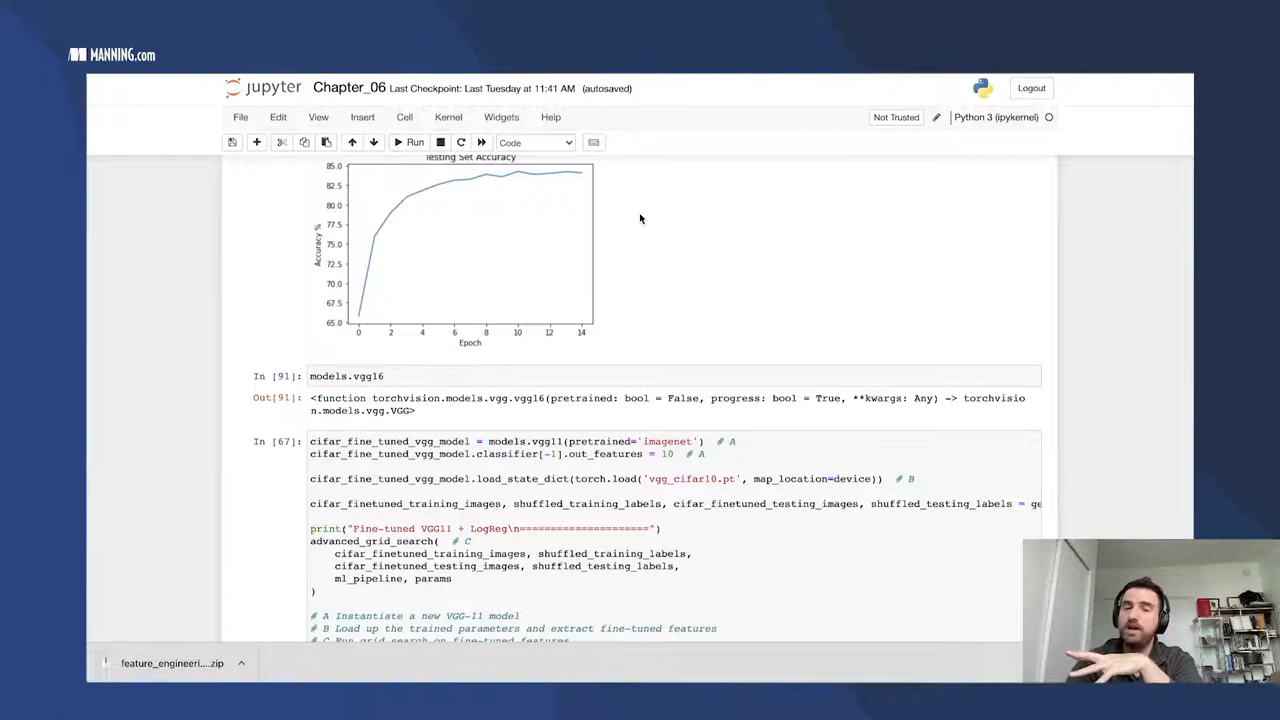 MANNING.com
jupyter Chapter_06 Last Checkpoint: Last Tuesday at 11:41 AM (autosaved) Logout
File Edit View Insert Cell Kernel Widgets Help Not Trusted Python 3 (ipykernel)
Run Code
Testing Set Accuracy
85.0
82.5
80.0
77.5
75.0
72.5
70.0
67.5
65.0
Accuracy %
0 2 4 6 8 10 12 14
Epoch
In [91]: models.vgg16
Out[91]: <function torchvision.models.vgg.vgg16(pretrained: bool = False, progress: bool = True, **kwargs: Any) -> torchvisio
n.models.vgg.VGG>
In [67]: cifar_fine_tuned_vgg_model = models.vgg11(pretrained='imagenet') # A
cifar_fine_tuned_vgg_model.classifier[-1].out_features = 10 # A
cifar_fine_tuned_vgg_model.load_state_dict(torch.load('vgg_cifar10.pt', map_location=device)) # B
cifar_finetuned_training_images, shuffled_training_labels, cifar_finetuned_testing_images, shuffled_testing_labels = ge
print("Fine-tuned VGG11 + LogReg\n=====================")
advanced_grid_search( # C
cifar_finetuned_training_images, shuffled_training_labels,
cifar_finetuned_testing_images, shuffled_testing_labels,
ml_pipeline, params
)
# A Instantiate a new VGG-11 model
# B Load up the trained parameters and extract fine-tuned features
# C Run grid search on fine-tuned features
feature_engineeri....zip